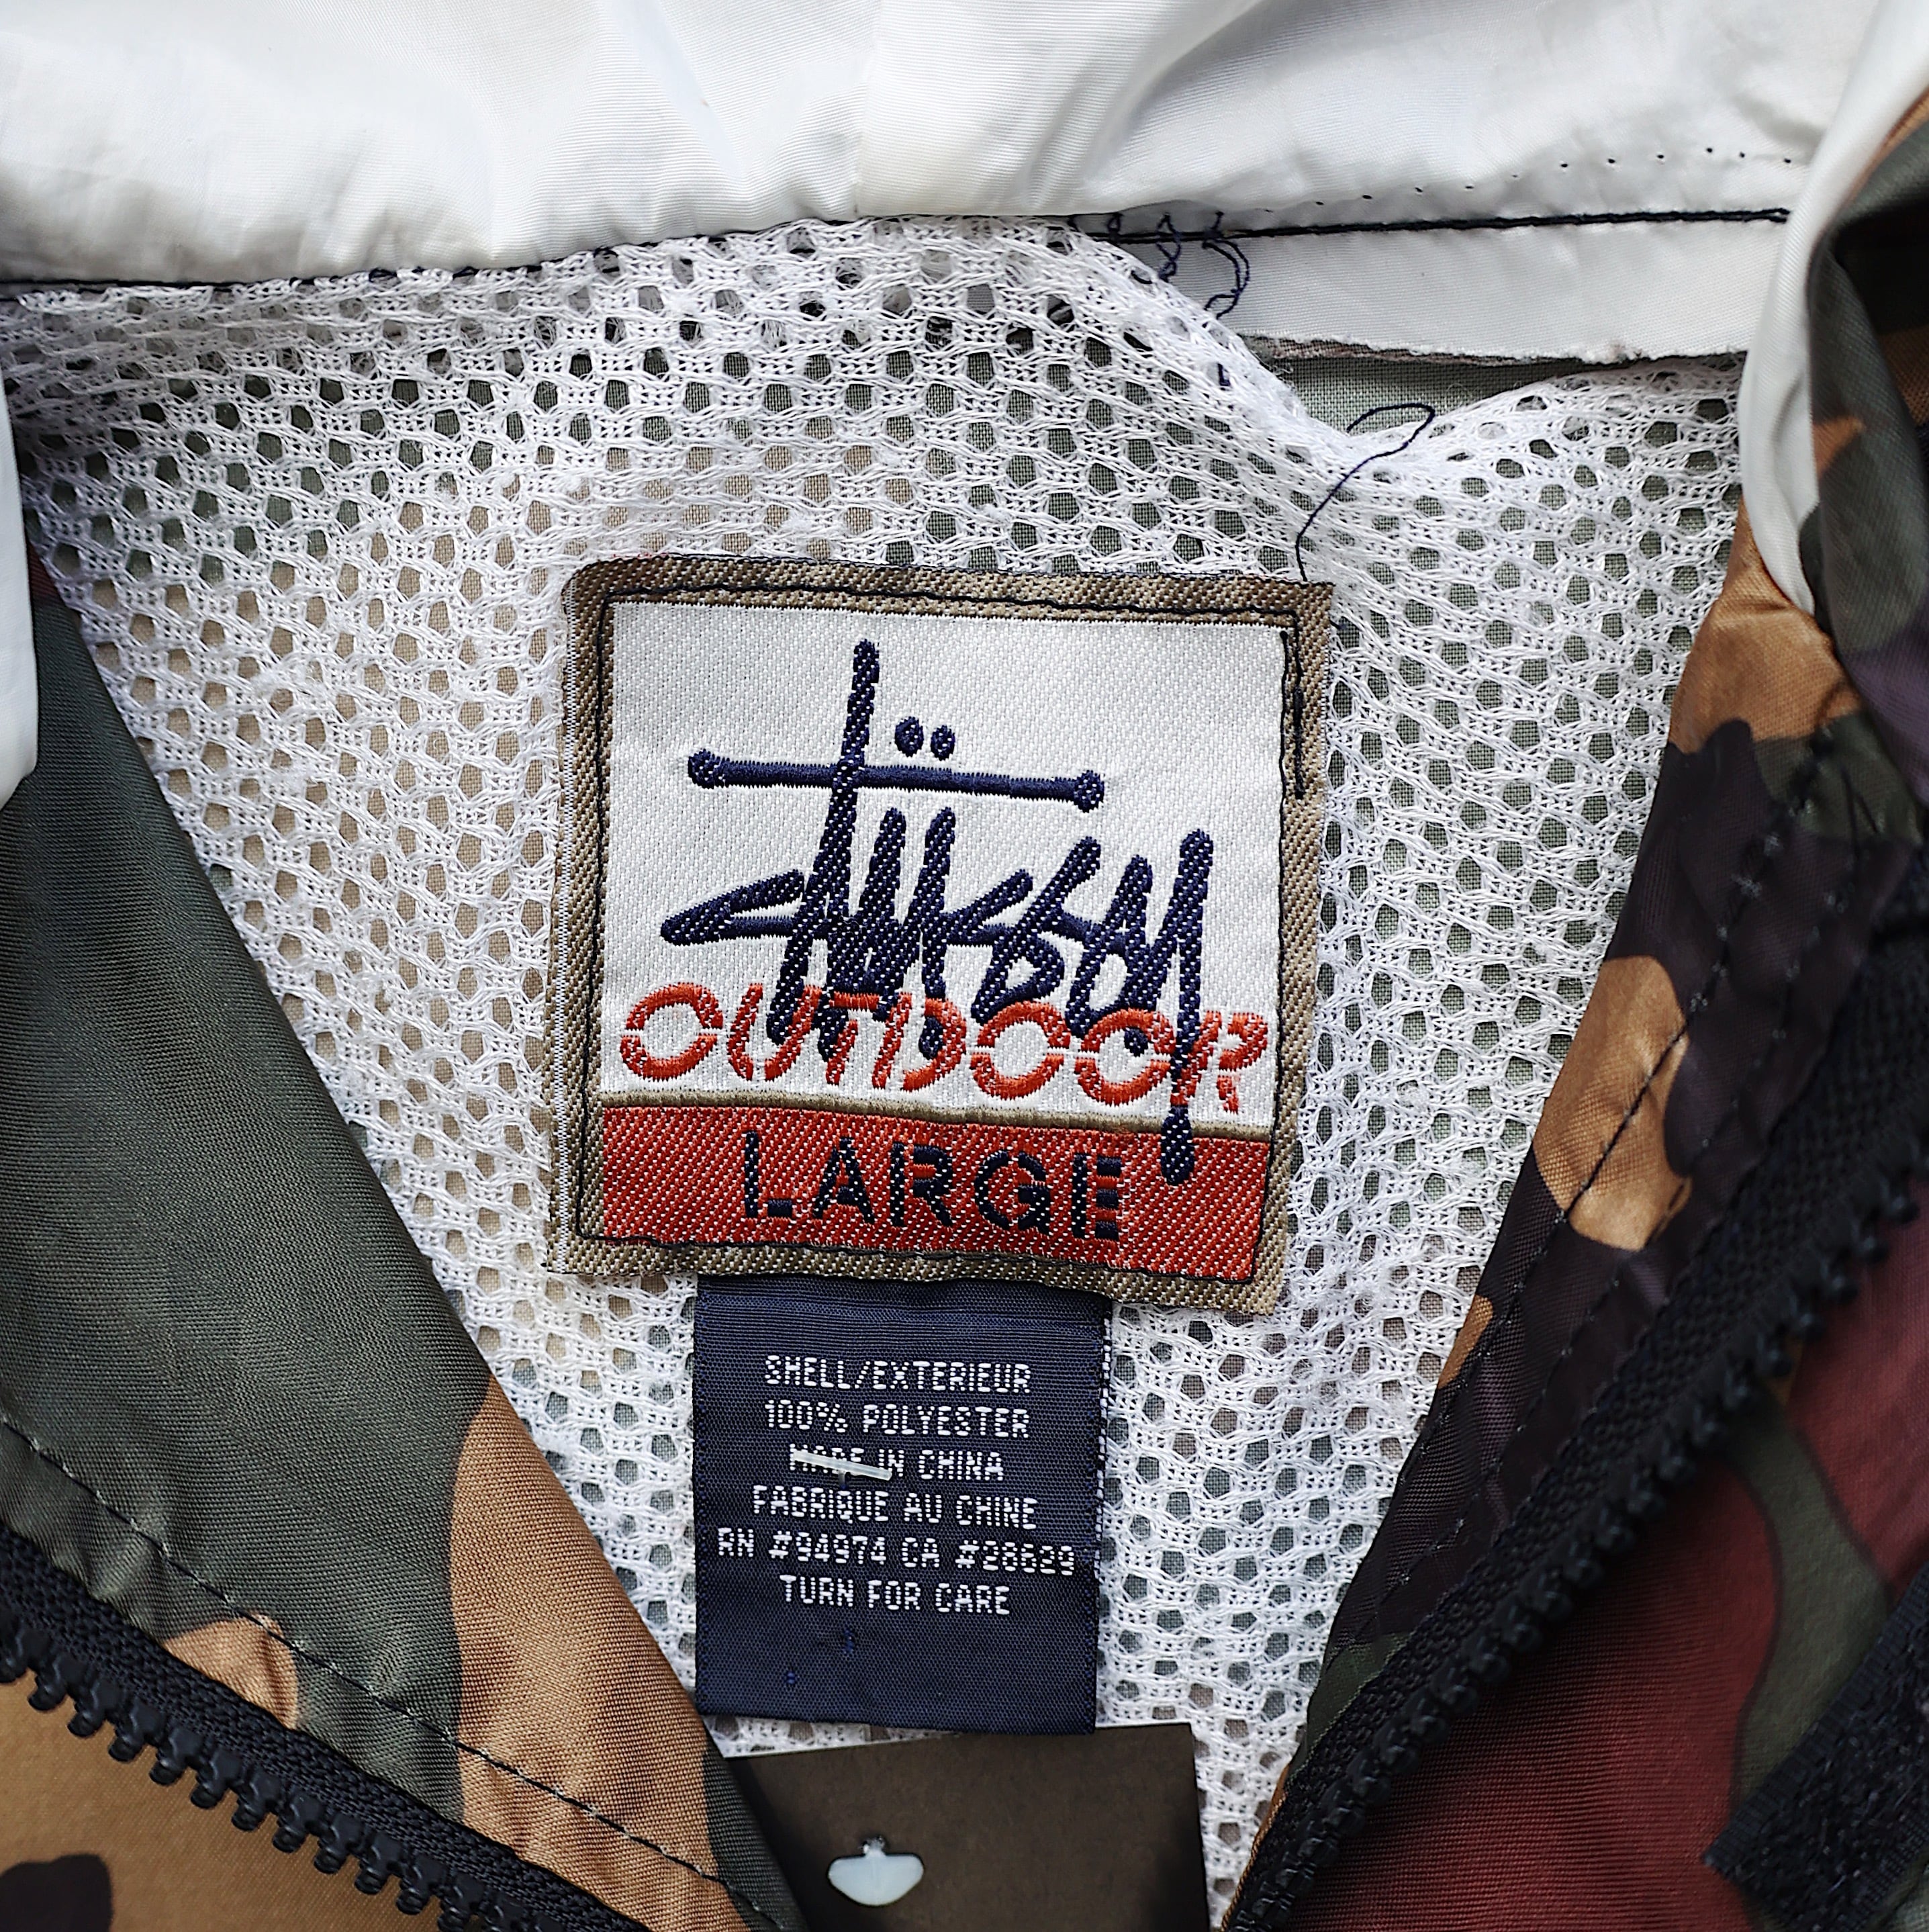 Stüssy
OUTDOOR
LARGE
SHELL/EXTERIEUR
100% POLYESTER
MADE IN CHINA
FABRIQUE AU CHINE
RN #94974 CA #28629
TURN FOR CARE